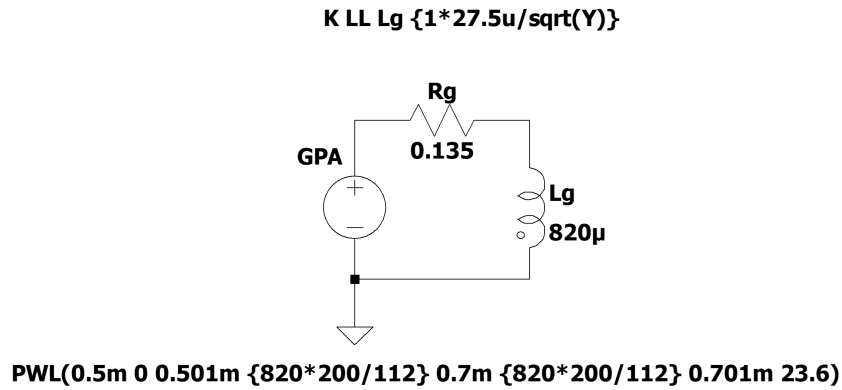 K LL Lg {1*27.5u/sqrt(Y)}
Rg
0.135
GPA
Lg
820µ
PWL(0.5m 0 0.501m {820*200/112} 0.7m {820*200/112} 0.701m 23.6)